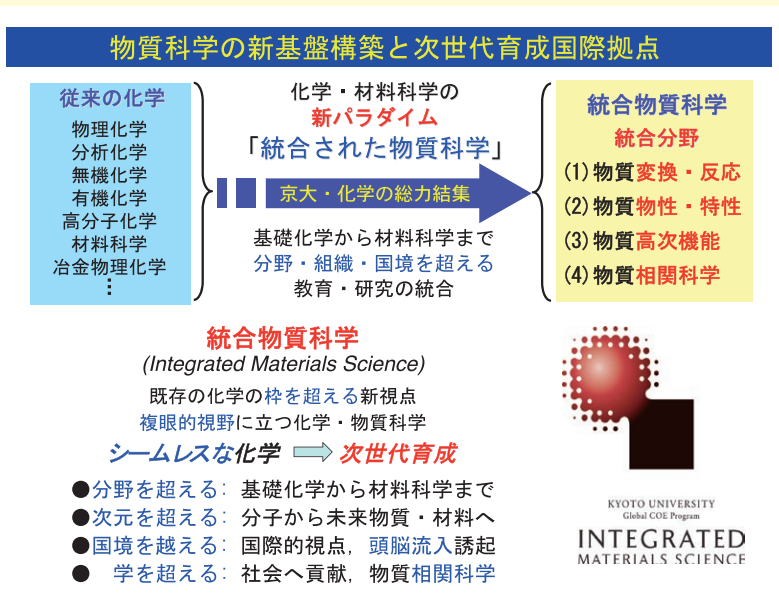 物質科学の新基盤構築と次世代育成国際拠点
従来の化学
物理化学
分析化学
無機化学
有機化学
高分子化学
材料科学
冶金物理化学
⋮
化学・材料科学の
新パラダイム
「統合された物質科学」
京大・化学の総力結集
基礎化学から材料科学まで
分野・組織・国境を超える
教育・研究の統合
統合物質科学
統合分野
(1)物質変換・反応
(2)物質物性・特性
(3)物質高次機能
(4)物質相関科学
統合物質科学
(Integrated Materials Science)
既存の化学の枠を超える新視点
複眼的視野に立つ化学・物質科学
シームレスな化学 次世代育成
●分野を超える: 基礎化学から材料科学まで
●次元を超える: 分子から未来物質・材料へ
●国境を越える: 国際的視点, 頭脳流入誘起
● 学を超える: 社会へ貢献, 物質相関科学
KYOTO UNIVERSITY
Global COE Program
INTEGRATED
MATERIALS SCIENCE